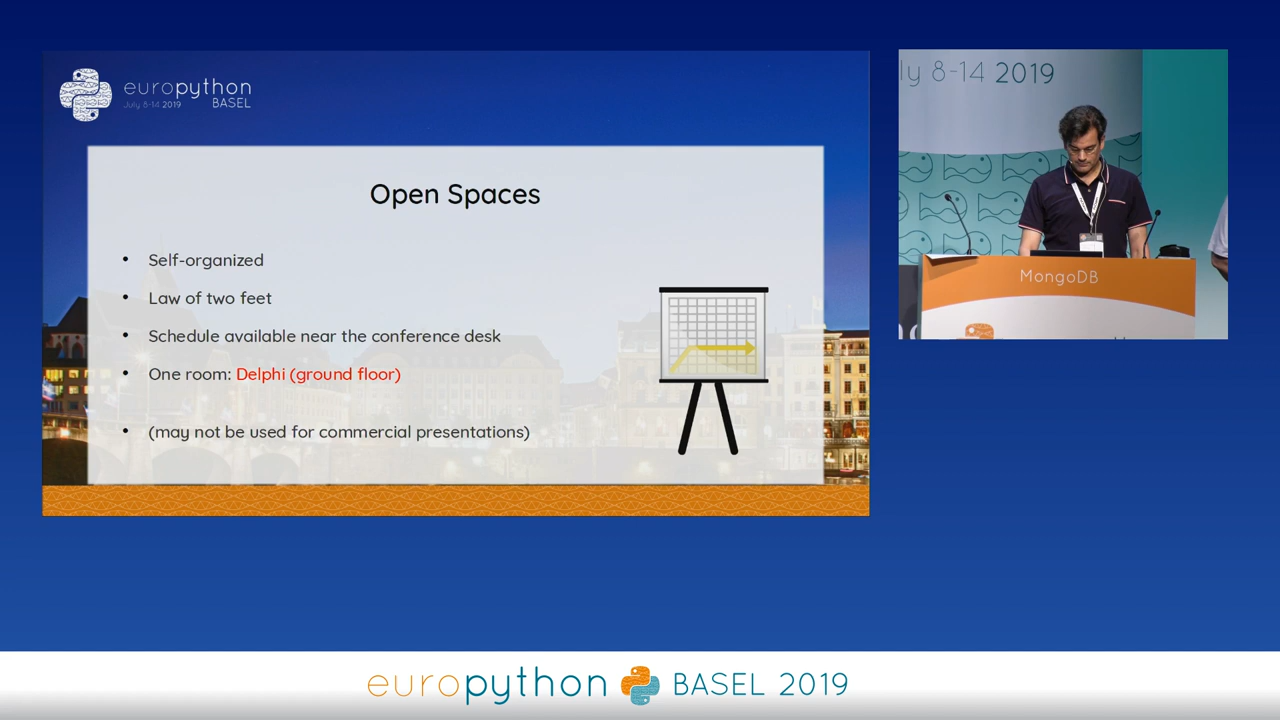 europython
July 8-14 2019 BASEL
Open Spaces
• Self-organized
• Law of two feet
• Schedule available near the conference desk
• One room: Delphi (ground floor)
• (may not be used for commercial presentations)
ly 8-14 2019
MongoDB
europython BASEL 2019